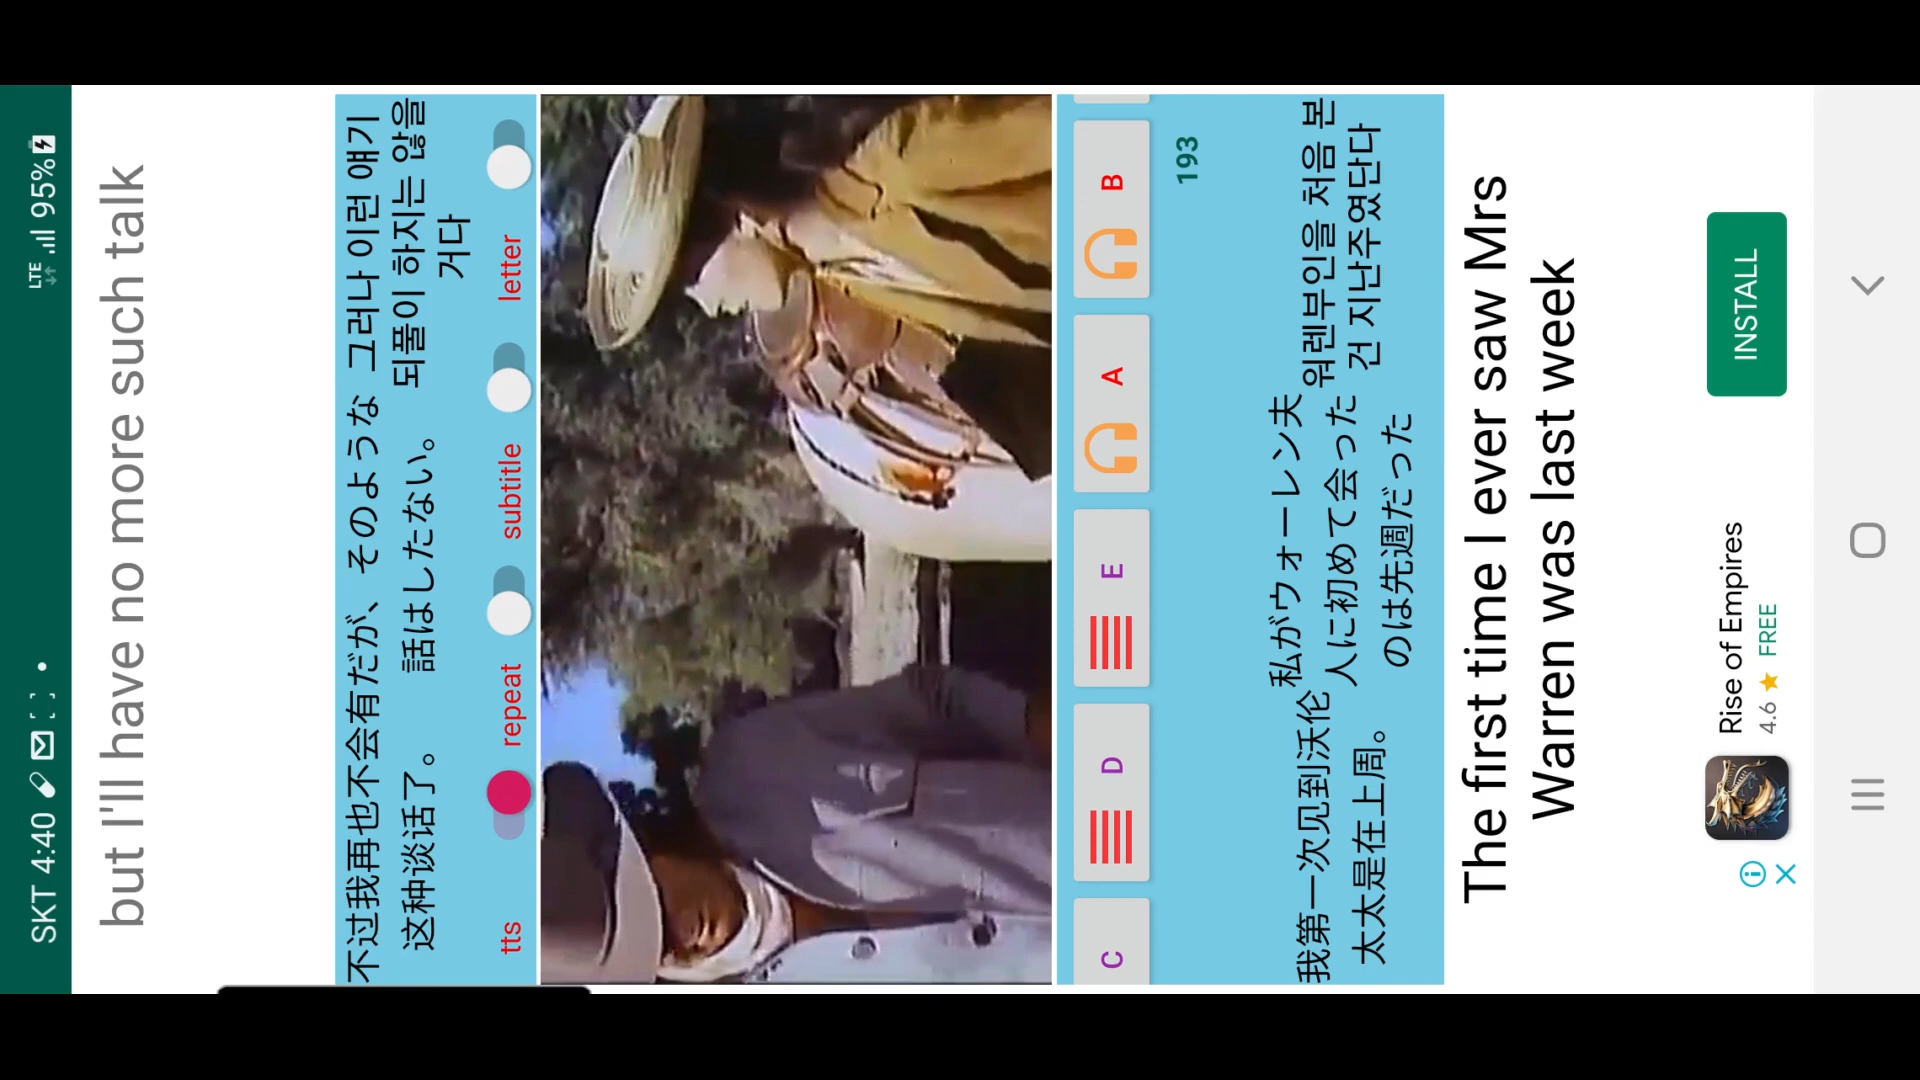 SKT 4:40
LTE 95%
but I'll have no more such talk
不过我再也不会有
这种谈话了。
だが、そのような
話はしたない。
그러나 이런 얘기
되풀이 하지는 않을
거다
tts
repeat
subtitle
letter
C
D
E
A
B
193
我第一次见到沃伦
太太是在上周。
私がウォーレン夫
人に初めて会った
のは先週だった
워렌부인을 처음 본
건 지난주였단다
The first time I ever saw Mrs
Warren was last week
Rise of Empires
4.6 ★ FREE
INSTALL